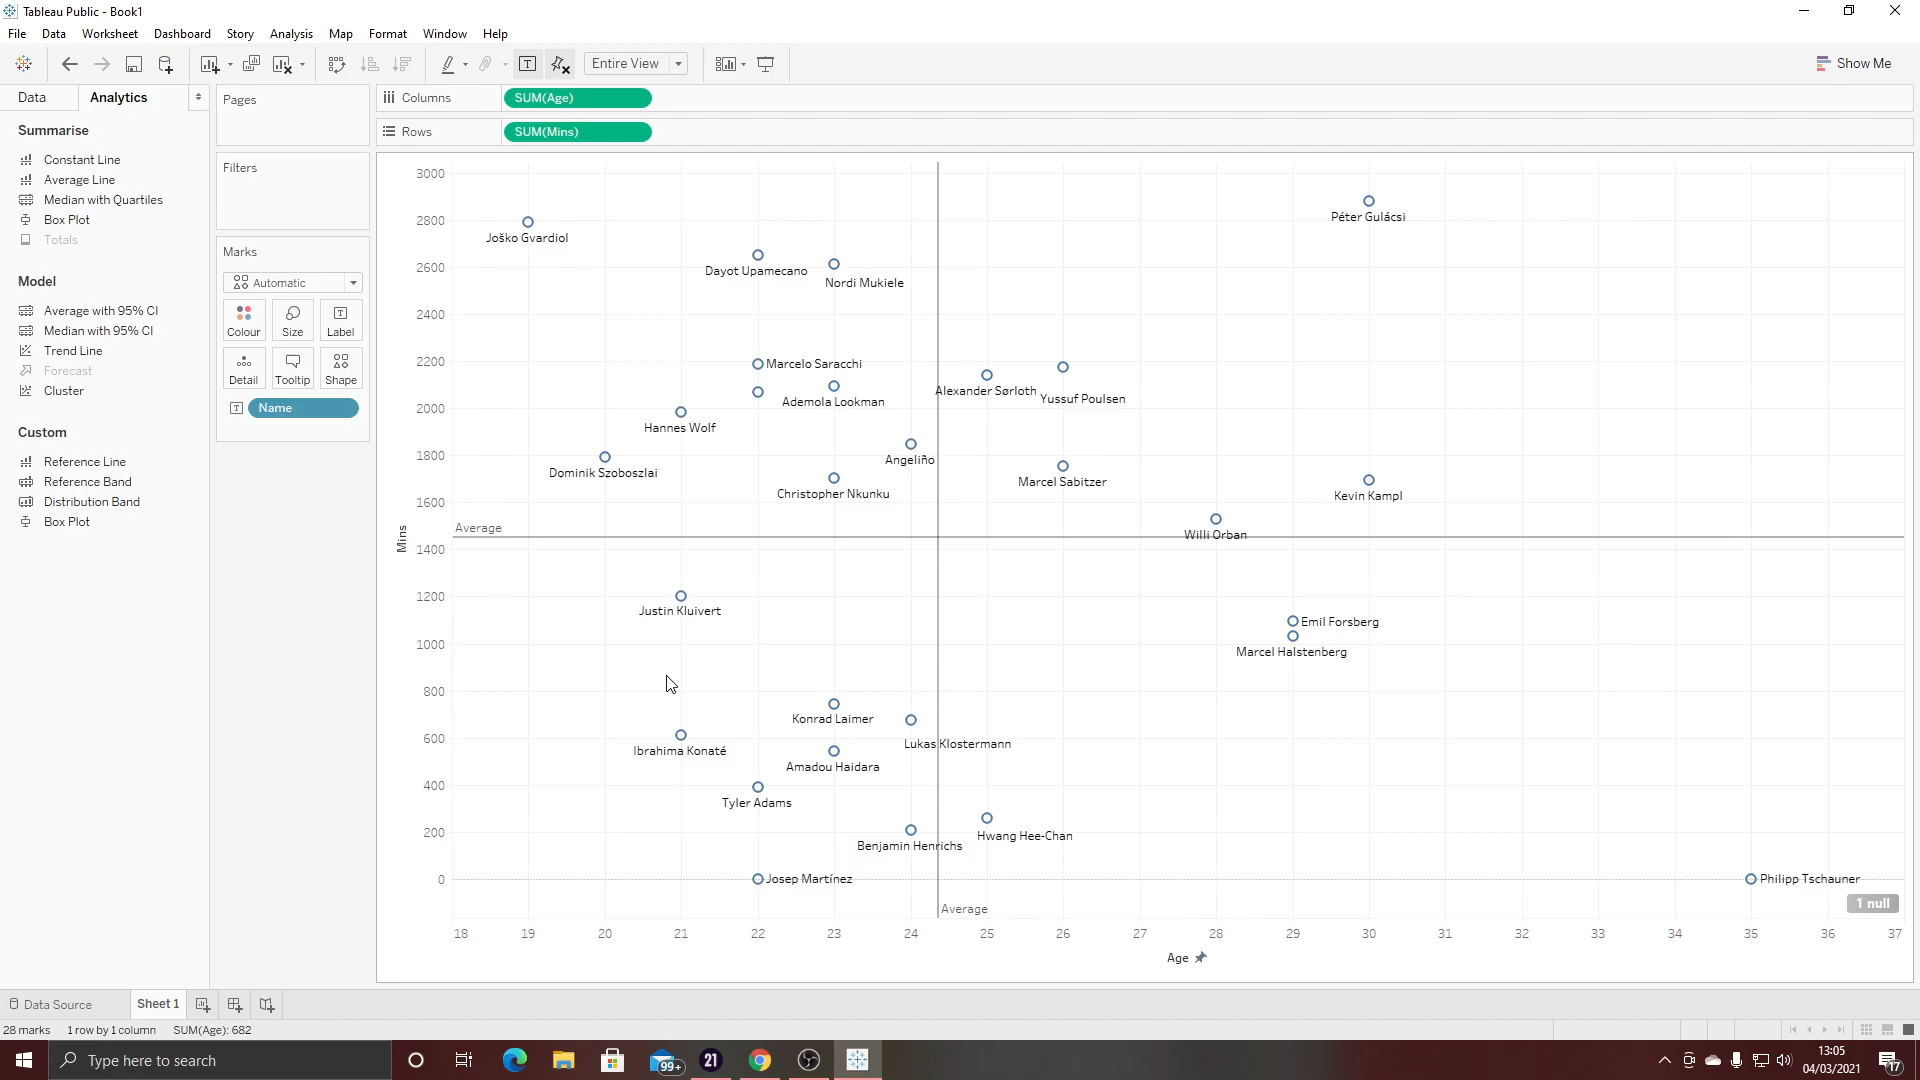 Tableau Public - Book1
File Data Worksheet Dashboard Story Analysis Map Format Window Help
Entire View
Show Me
Data Analytics
Pages
Columns SUM(Age)
Rows SUM(Mins)
Summarise
Constant Line
Average Line
Median with Quartiles
Box Plot
Totals
Model
Average with 95% CI
Median with 95% CI
Trend Line
Forecast
Cluster
Custom
Reference Line
Reference Band
Distribution Band
Box Plot
Filters
Marks
Automatic
Colour Size Label
Detail Tooltip Shape
Name
Mins
3000
2800
2600
2400
2200
2000
1800
1600
1400
1200
1000
800
600
400
200
0
Péter Gulácsi
Joško Gvardiol
Dayot Upamecano
Nordi Mukiele
Marcelo Saracchi
Alexander Sørloth
Yussuf Poulsen
Ademola Lookman
Hannes Wolf
Angeliño
Dominik Szoboszlai
Marcel Sabitzer
Christopher Nkunku
Kevin Kampl
Average
Willi Orban
Justin Kluivert
Emil Forsberg
Marcel Halstenberg
Konrad Laimer
Lukas Klostermann
Ibrahima Konaté
Amadou Haidara
Tyler Adams
Hwang Hee-Chan
Benjamin Henrichs
Josep Martínez
Philipp Tschauner
1 null
Average
18 19 20 21 22 23 24 25 26 27 28 29 30 31 32 33 34 35 36 37
Age
Data Source Sheet 1
28 marks 1 row by 1 column SUM(Age): 682
Type here to search
99+
21
13:05
04/03/2021
17